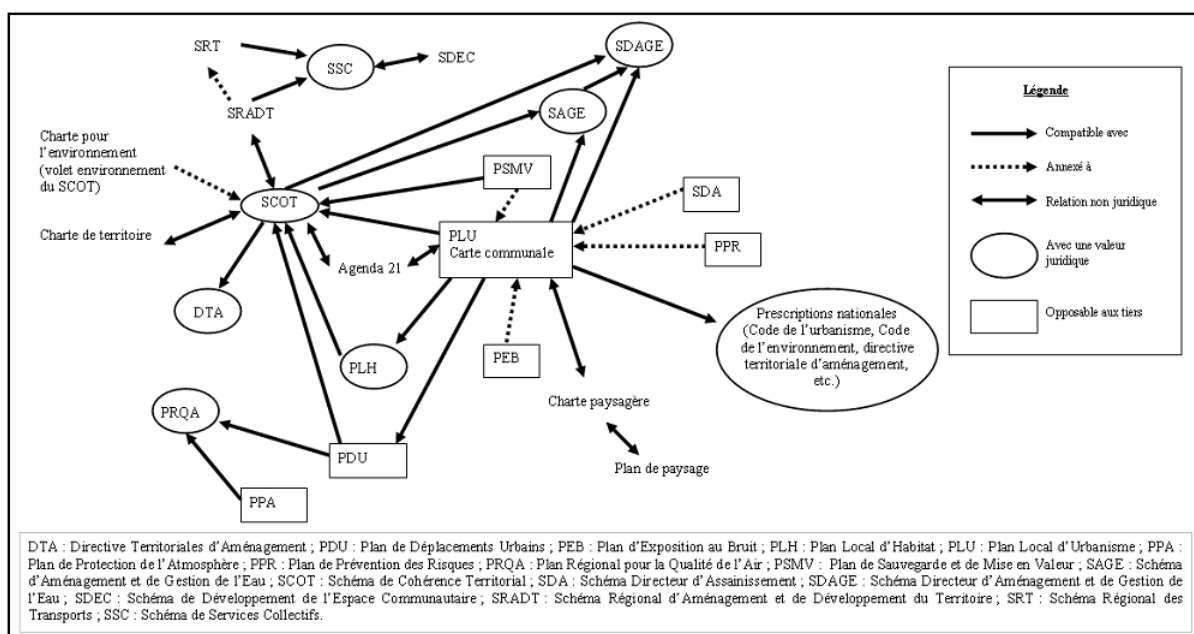 SRT
SSC
SDEC
SDAGE
SRADT
SAGE
Charte pour
l'environnement
(volet environnement
du SCOT)
PSMV
SCOT
SDA
Charte de territoire
PLU
Carte communale
PPR
Agenda 21
DTA
PLH
PEB
Prescriptions nationales
(Code de l'urbanisme, Code
de l'environnement, directive
territoriale d'aménagement,
etc.)
Charte paysagère
PRQA
PDU
Plan de paysage
PPA
Légende
Compatible avec
Annexé à
Relation non juridique
Avec une valeur
juridique
Opposable aux tiers
DTA : Directive Territoriales d'Aménagement ; PDU : Plan de Déplacements Urbains ; PEB : Plan d'Exposition au Bruit ; PLH : Plan Local d'Habitat ; PLU : Plan Local d'Urbanisme ; PPA :
Plan de Protection de l'Atmosphère ; PPR : Plan de Prévention des Risques ; PRQA : Plan Régional pour la Qualité de l'Air ; PSMV : Plan de Sauvegarde et de Mise en Valeur ; SAGE : Schéma
d'Aménagement et de Gestion de l'Eau ; SCOT : Schéma de Cohérence Territorial ; SDA : Schéma Directeur d'Assainissement ; SDAGE : Schéma Directeur d'Aménagement et de Gestion de
l'Eau ; SDEC : Schéma de Développement de l'Espace Communautaire ; SRADT : Schéma Régional d'Aménagement et de Développement du Territoire ; SRT : Schéma Régional des
Transports ; SSC : Schéma de Services Collectifs.